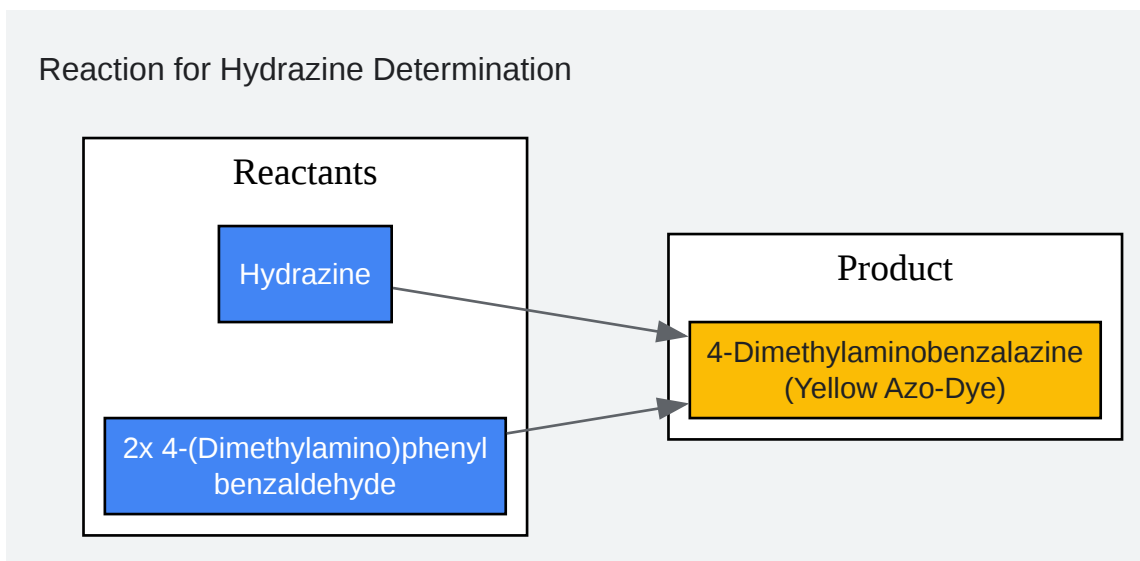 Reaction for Hydrazine Determination
Reactants
Hydrazine
2x 4-(Dimethylamino)phenyl
benzaldehyde
Product
4-Dimethylaminobenzalazine
(Yellow Azo-Dye)